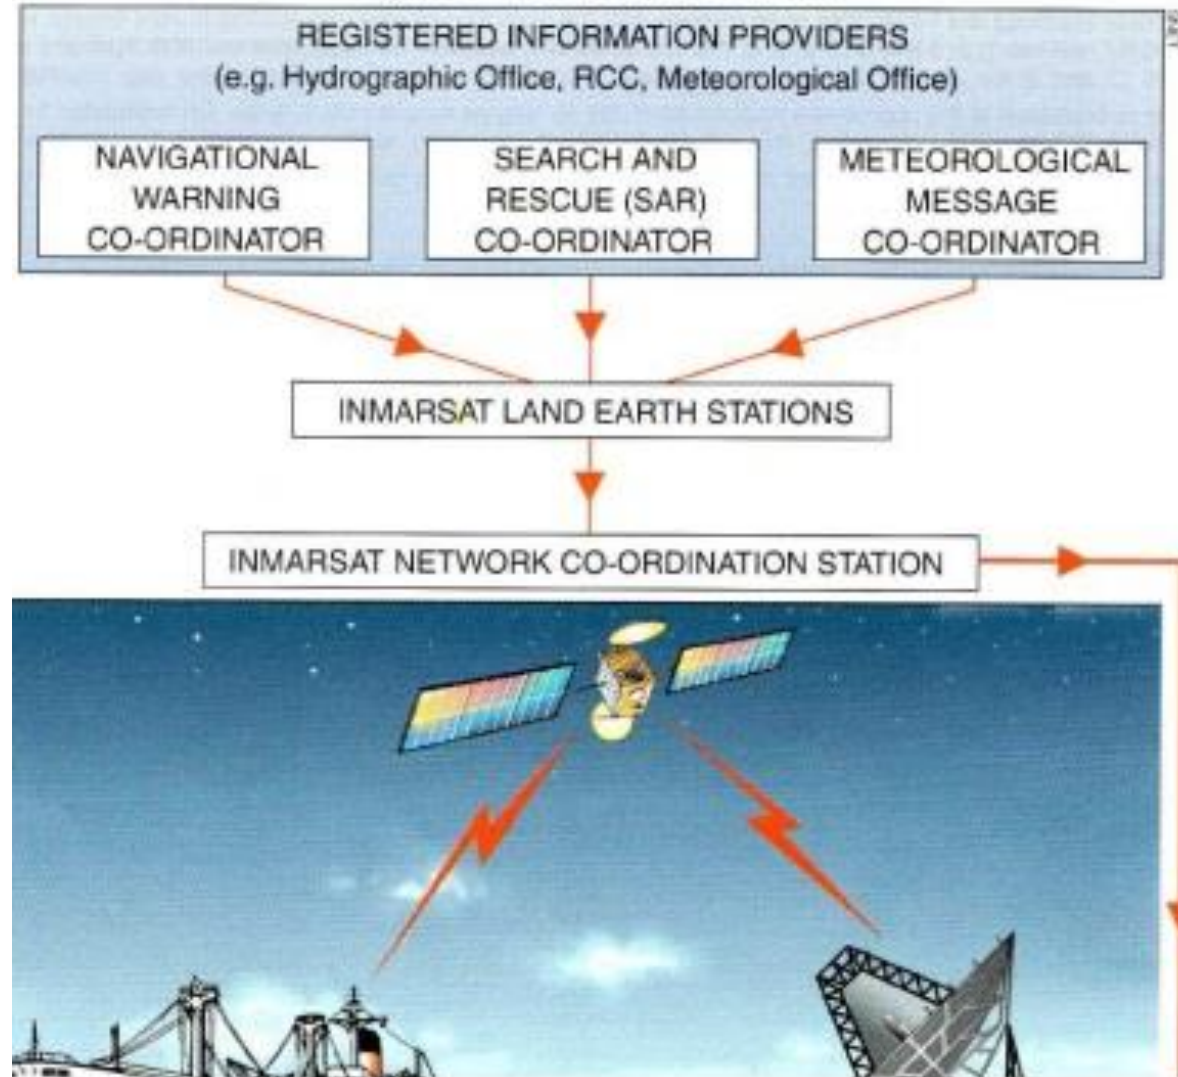 REGISTERED INFORMATION PROVIDERS
(e.g. Hydrographic Office, RCC, Meteorological Office)
NAVIGATIONAL
WARNING
CO-ORDINATOR
SEARCH AND
RESCUE (SAR)
CO-ORDINATOR
METEOROLOGICAL
MESSAGE
CO-ORDINATOR
INMARSAT LAND EARTH STATIONS
INMARSAT NETWORK CO-ORDINATION STATION